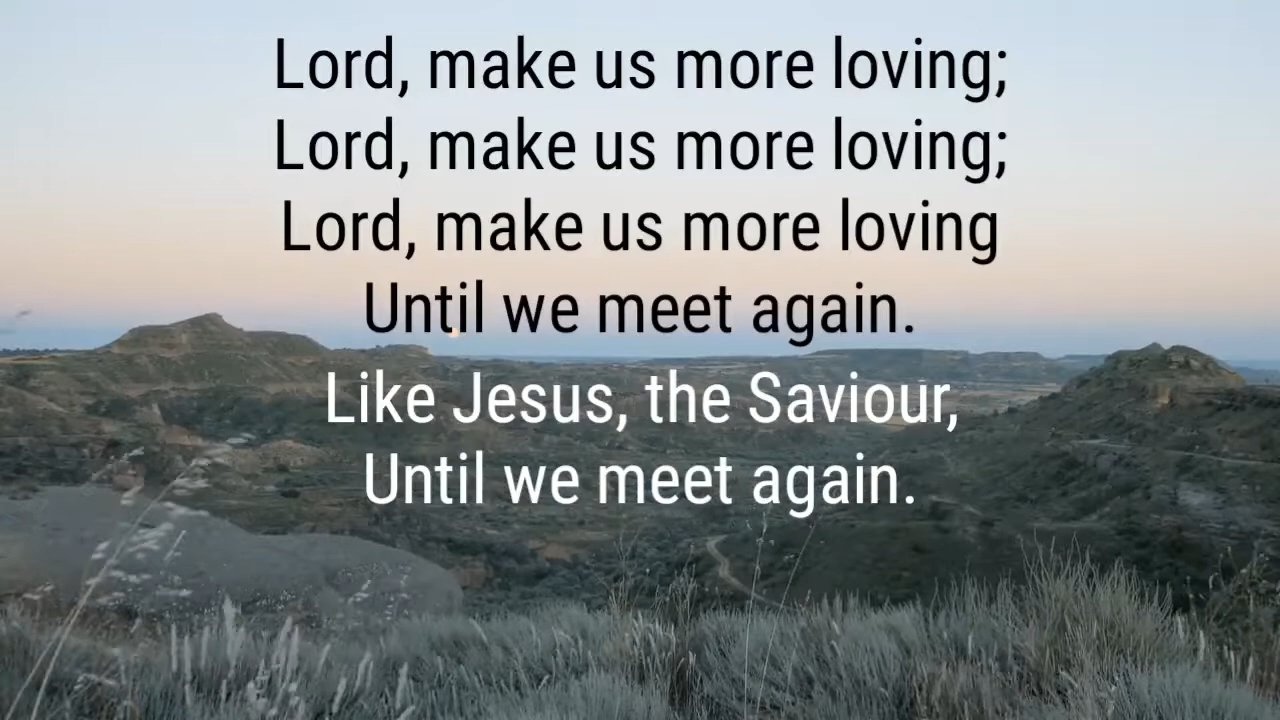 Lord, make us more loving;
Lord, make us more loving;
Lord, make us more loving
Until we meet again.
Like Jesus, the Saviour,
Until we meet again.